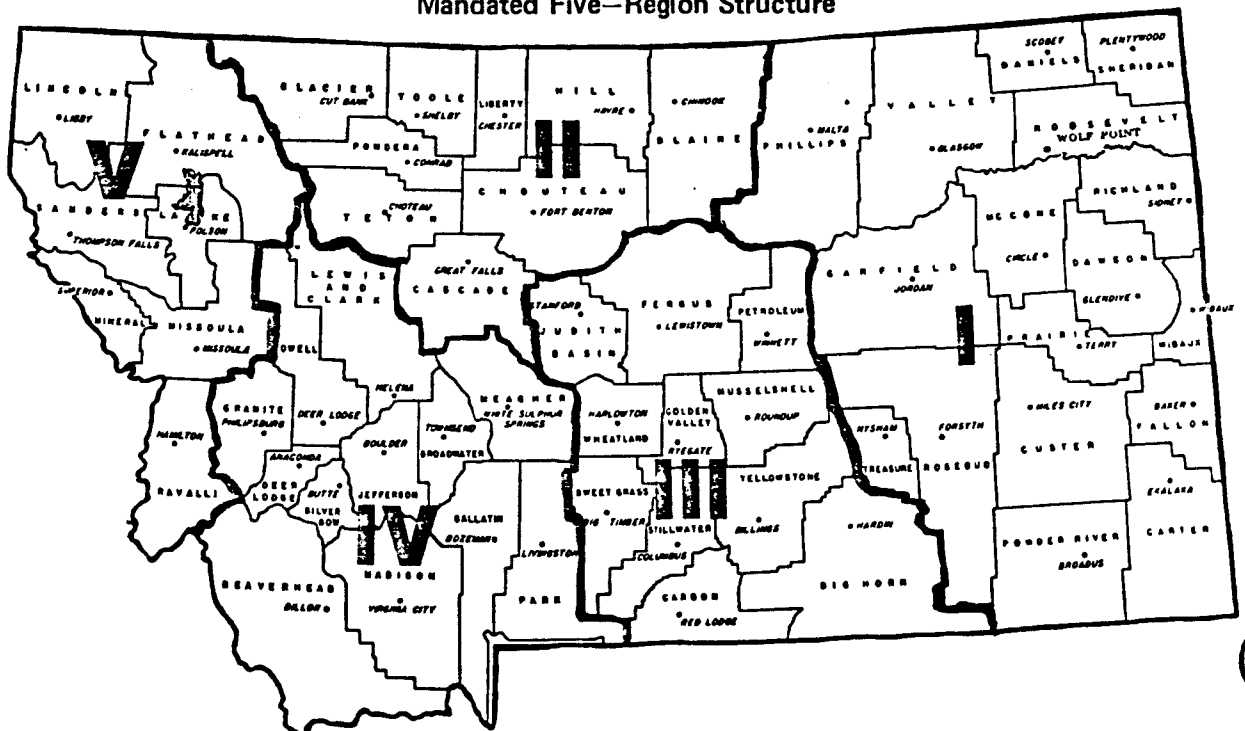 Mandated Five-Region Structure
SCOBEY
DANIELS
PLENTYWOOD
SHERIDAN
LINCOLN
LIBBY
GLACIER
CUT BANK
TOOLE
SHELBY
LIBERTY
CHESTER
HILL
HAVRE
CHINOOK
BLAINE
MALTA
PHILLIPS
VALLEY
GLASGOW
ROOSEVELT
WOLF POINT
FLATHEAD
KALISPELL
V
II
PONDERA
CONRAD
CHOUTEAU
FORT BENTON
TETON
CHOTEAU
RICHLAND
SIDNEY
SANDERS
THOMPSON FALLS
LAKE
POLSON
MCCONE
CIRCLE
DAWSON
GLENDIVE
LEWIS
AND
CLARK
GREAT FALLS
CASCADE
GARFIELD
JORDAN
SUPERIOR
MINERAL
MISSOULA
MISSOULA
OWELL
STANFORD
JUDITH
BASIN
FERGUS
LEWISTOWN
PETROLEUM
WINNETT
I
PRAIRIE
TERRY
WIBAUX
WIBAUX
HELENA
MEAGHER
WHITE SULPHUR
SPRINGS
HARLOWTON
WHEATLAND
GOLDEN
VALLEY
RYEGATE
MUSSELSHELL
ROUNDUP
GRANITE
PHILIPSBURG
DEER LODGE
TOWNSEND
BROADWATER
BOULDER
HYSHAM
TREASURE
FORSYTH
ROSEBUD
MILES CITY
CUSTER
BAKER
FALLON
HAMILTON
RAVALLI
ANACONDA
DEER
LODGE
BUTTE
SILVER
BOW
JEFFERSON
IV
GALLATIN
BOZEMAN
SWEET GRASS
BIG TIMBER
III
STILLWATER
COLUMBUS
YELLOWSTONE
BILLINGS
HARDIN
EKALAKA
CARTER
MADISON
VIRGINIA CITY
LIVINGSTON
PARK
BEAVERHEAD
DILLON
CARBON
RED LODGE
BIG HORN
POWDER RIVER
BROADUS